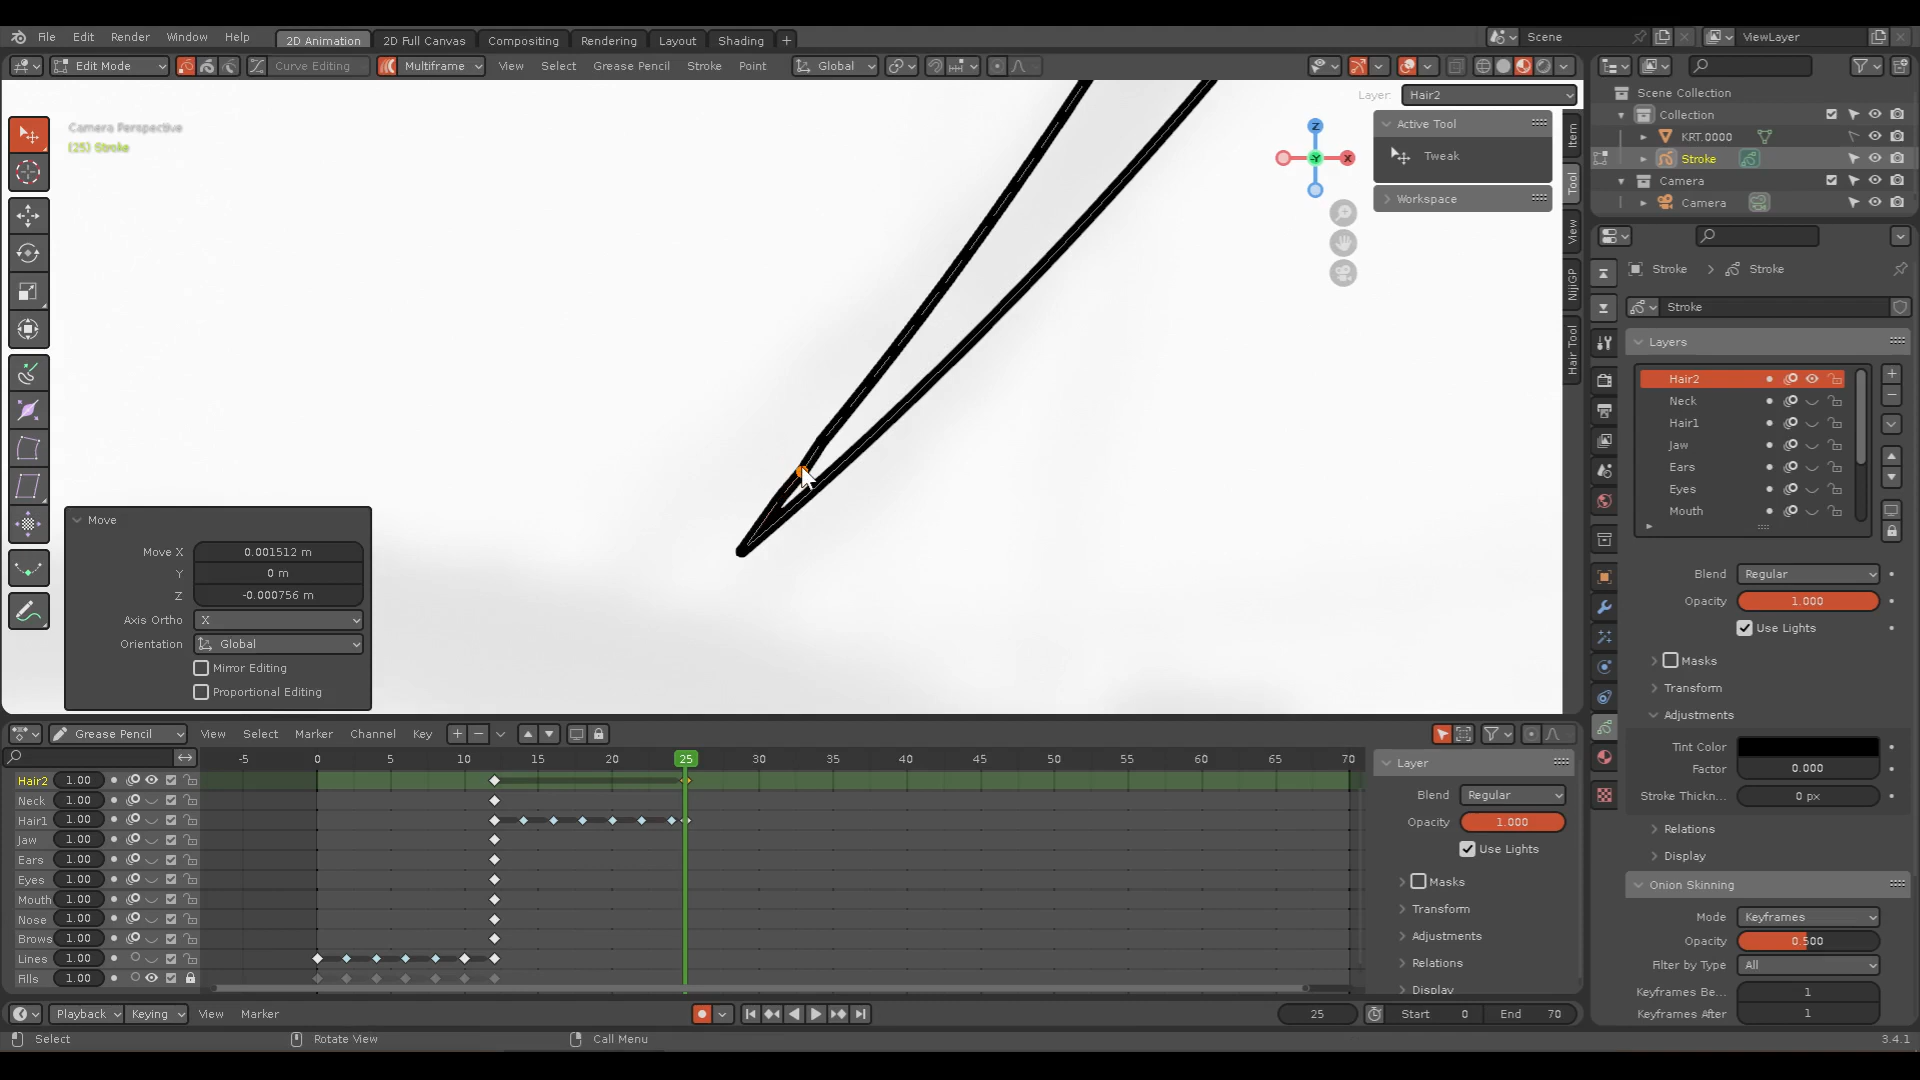 File Edit Render Window Help 2D Animation 2D Full Canvas Compositing Rendering Layout Shading + Scene ViewLayer
Edit Mode Curve Editing Multiframe View Select Grease Pencil Stroke Point Global
Layer: Hair2
Camera Perspective
(25) Stroke
Z
-Y
X
Active Tool
Tweak
Workspace
Item
Tool
View
NijiGP
Hair Tool
Move
Move X 0.001512 m
Y 0 m
Z -0.000756 m
Axis Ortho X
Orientation Global
Mirror Editing
Proportional Editing
Scene Collection
Collection
KRT.0000
Stroke
Camera
Camera
Stroke > Stroke
Stroke
Layers
Hair2
Neck
Hair1
Jaw
Ears
Eyes
Mouth
Blend Regular
Opacity 1.000
Use Lights
Masks
Transform
Adjustments
Tint Color
Factor 0.000
Stroke Thickn... 0 px
Relations
Display
Onion Skinning
Mode Keyframes
Opacity 0.500
Filter by Type All
Keyframes Be... 1
Keyframes After 1
Grease Pencil View Select Marker Channel Key
-5 0 5 10 15 20 25 30 35 40 45 50 55 60 65 70
Hair2 1.00
Neck 1.00
Hair1 1.00
Jaw 1.00
Ears 1.00
Eyes 1.00
Mouth 1.00
Nose 1.00
Brows 1.00
Lines 1.00
Fills 1.00
Layer
Blend Regular
Opacity 1.000
Use Lights
Masks
Transform
Adjustments
Relations
Display
Playback Keying View Marker 25 Start 0 End 70
Select Rotate View Call Menu 3.4.1